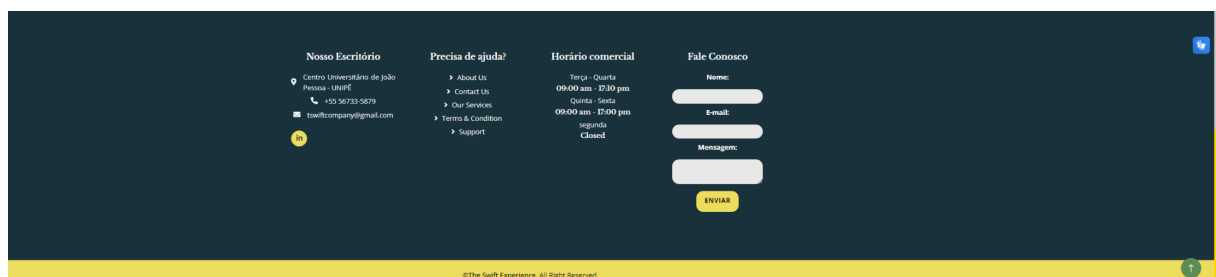 Nosso Escritório
Centro Universitário de João
Pessoa - UNIPÊ
+55 56733-5879
tswiftcompany@gmail.com
in
Precisa de ajuda?
About Us
Contact Us
Our Services
Terms & Condition
Support
Horário comercial
Terça - Quarta
09:00 am - 17:10 pm
Quinta - Sexta
09:00 am - 17:00 pm
segunda
Closed
Fale Conosco
Nome:
E-mail:
Mensagem:
ENVIAR
©The Swift Experience. All Right Reserved.